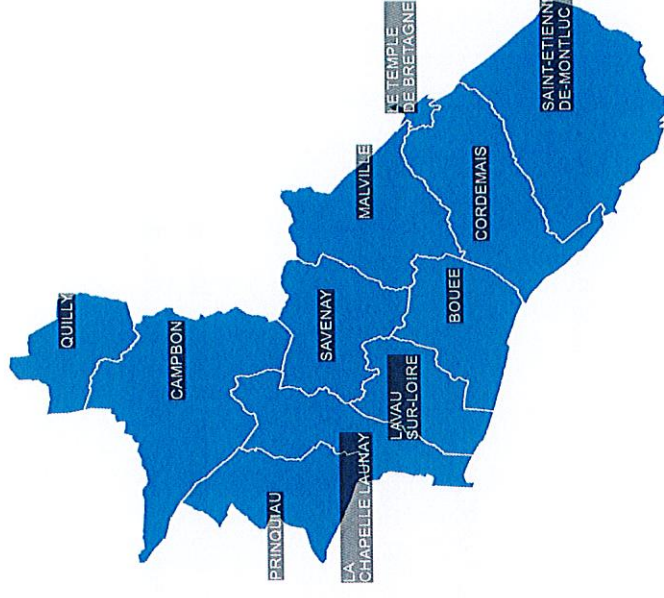 QUILLY
CAMPBON
PRINQUIAU
LA
CHAPELLE LAUNAY
SAVENAY
LAVAU
SUR-LOIRE
BOUEE
MALVILLE
LE TEMPLE
DE BRETAGNE
CORDEMAIS
SAINT-ETIENN
DE-MONTLUC